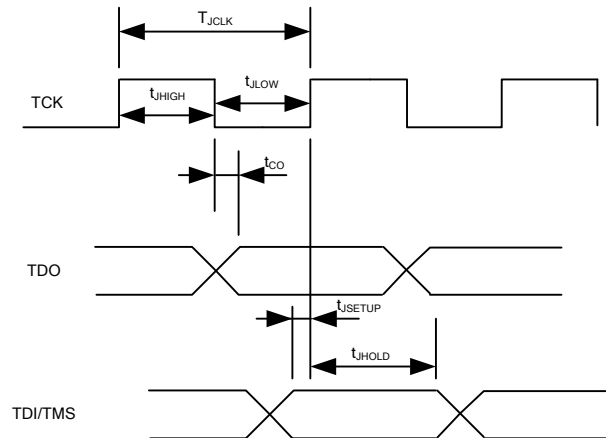 TJCLK
TCK
tJHIGH
tJLOW
tCO
TDO
tJSETUP
tJHOLD
TDI/TMS